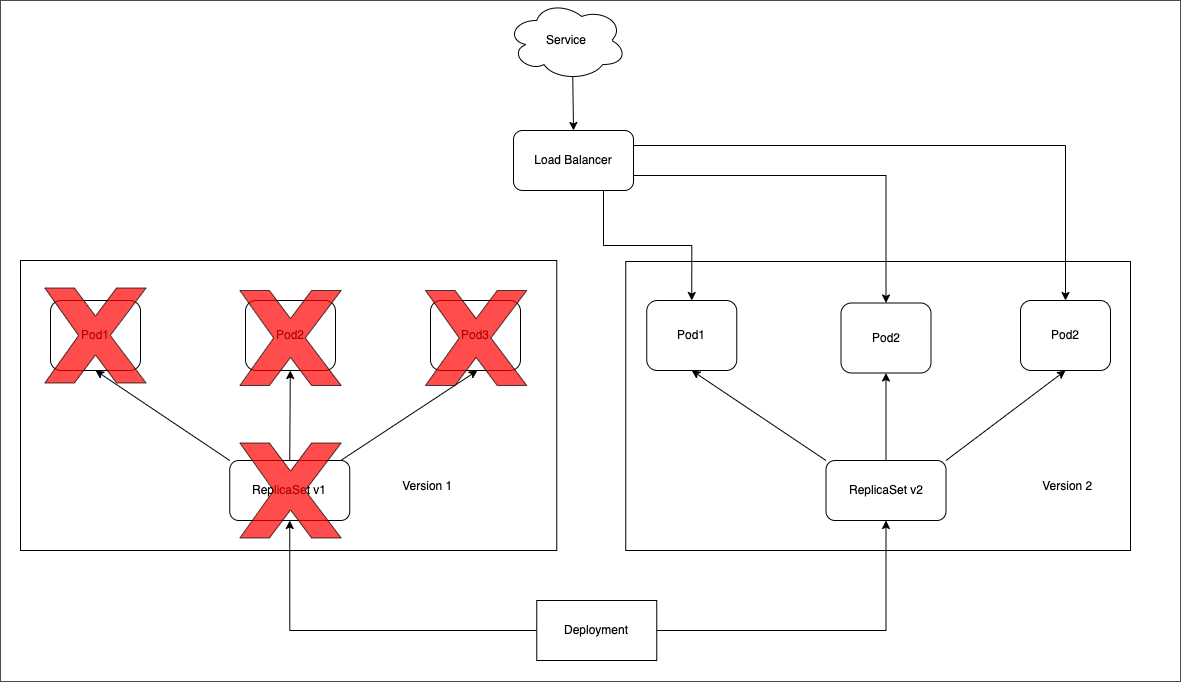 Service
Load Balancer
Pod1
Pod2
Pod3
Pod1
Pod2
Pod2
ReplicaSet v1
Version 1
ReplicaSet v2
Version 2
Deployment